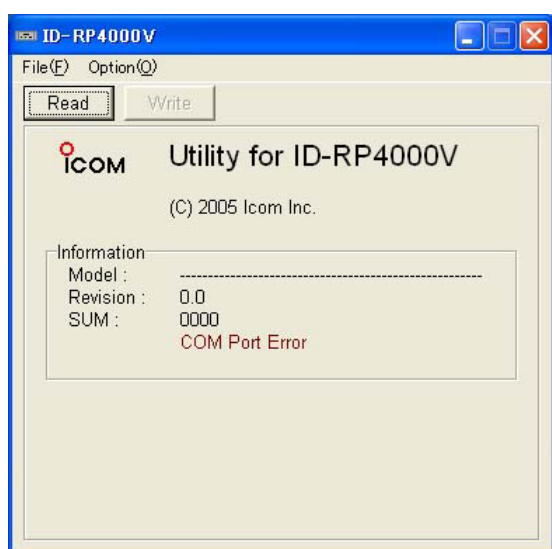 ID-RP4000V
File(F) Option(O)
Read Write
ICOM Utility for ID-RP4000V
(C) 2005 Icom Inc.
Information
Model : ----------------------------------------------------
Revision : 0.0
SUM : 0000
COM Port Error